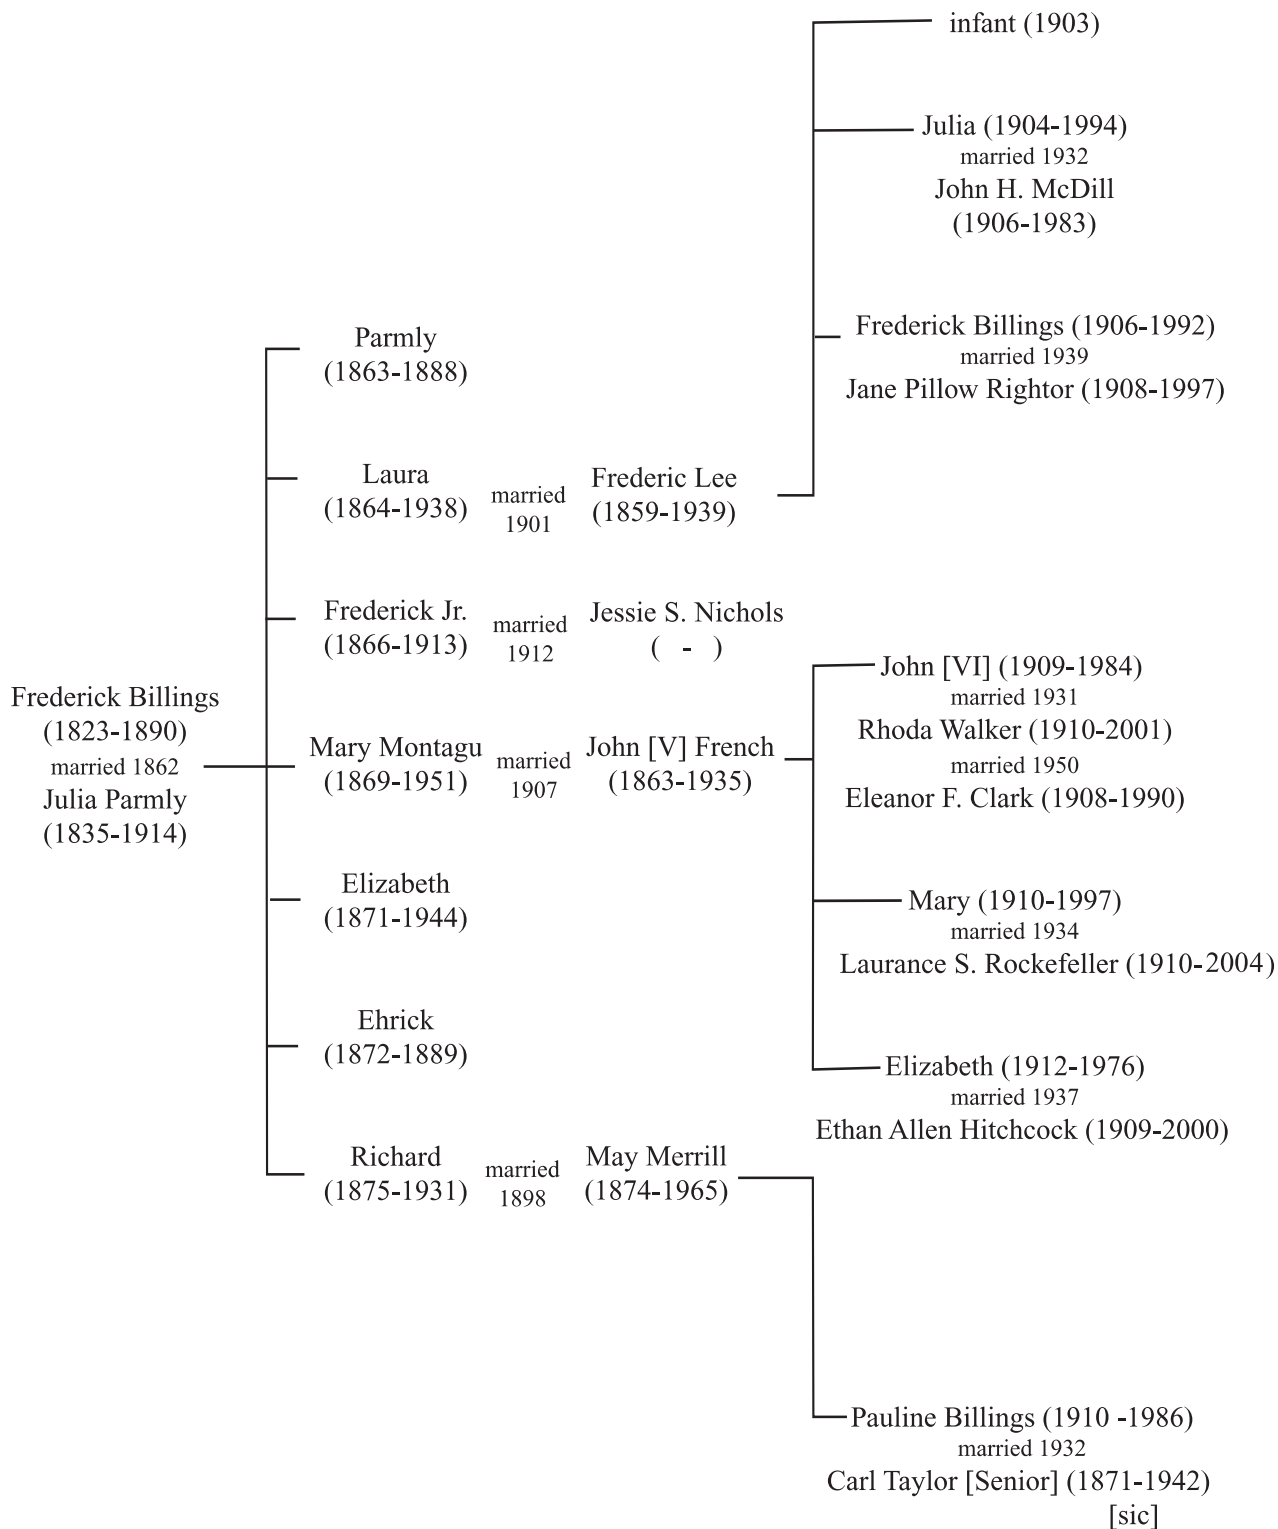 infant (1903)
Julia (1904-1994)
married 1932
John H. McDill
(1906-1983)
Frederick Billings (1906-1992)
married 1939
Jane Pillow Rightor (1908-1997)
Parmly
(1863-1888)
Laura
(1864-1938)
married
1901
Frederic Lee
(1859-1939)
Frederick Jr.
(1866-1913)
married
1912
Jessie S. Nichols
( - )
Frederick Billings
(1823-1890)
married 1862
Julia Parmly
(1835-1914)
Mary Montagu
(1869-1951)
married
1907
John [V] French
(1863-1935)
John [VI] (1909-1984)
married 1931
Rhoda Walker (1910-2001)
married 1950
Eleanor F. Clark (1908-1990)
Elizabeth
(1871-1944)
Mary (1910-1997)
married 1934
Laurance S. Rockefeller (1910-2004)
Ehrick
(1872-1889)
Elizabeth (1912-1976)
married 1937
Ethan Allen Hitchcock (1909-2000)
Richard
(1875-1931)
married
1898
May Merrill
(1874-1965)
Pauline Billings (1910 -1986)
married 1932
Carl Taylor [Senior] (1871-1942)
[sic]